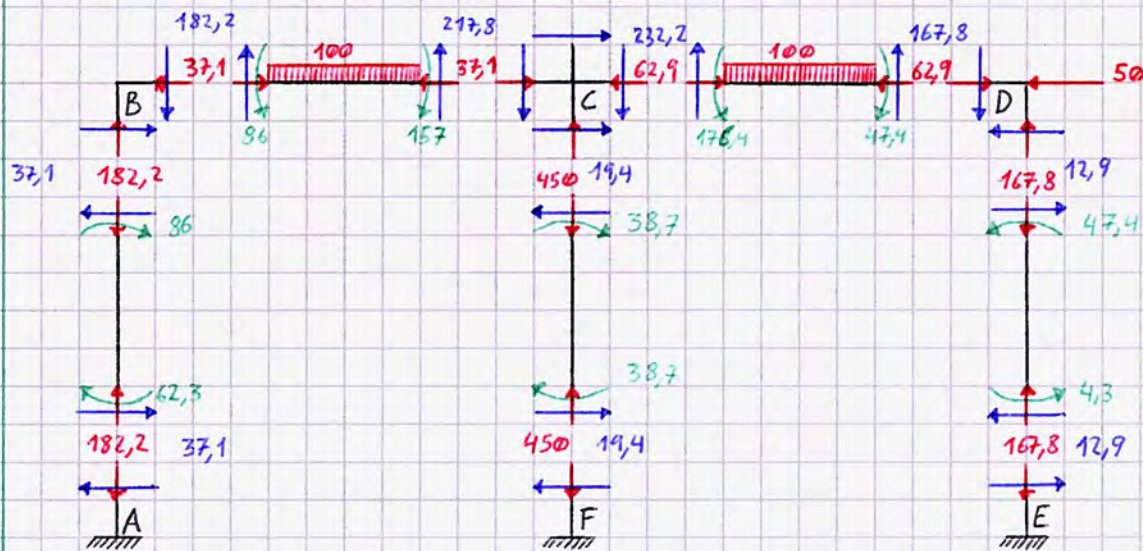 182,2 217,8 232,2 167,8
37,1 100 37,1 62,9 100 62,9 50
B C D
86 157 176,4 47,4
37,1 182,2 450 19,4 167,8 12,9
86 38,7 47,4
62,3 38,7 4,3
182,2 37,1 450 19,4 167,8 12,9
A F E